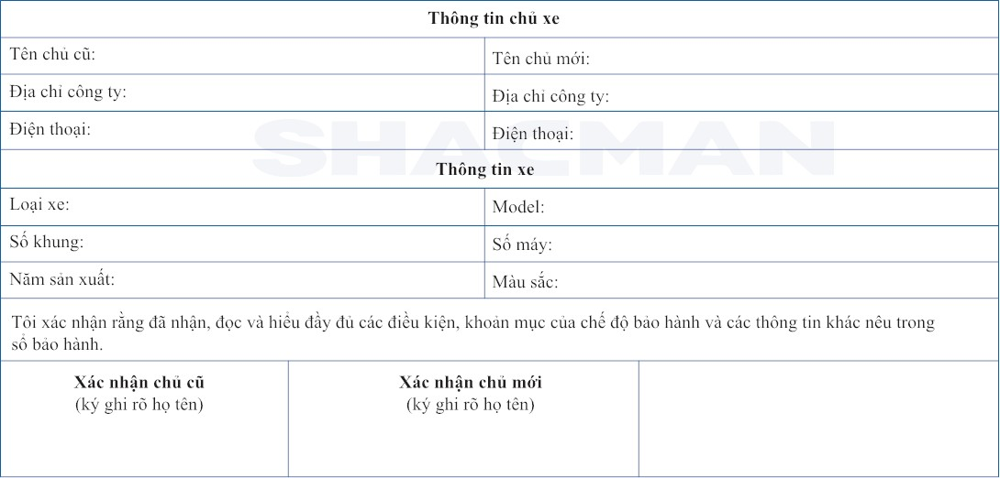 Thông tin chủ xe
Tên chủ cũ:
Tên chủ mới:
Địa chỉ công ty:
Địa chỉ công ty:
Điện thoại:
Điện thoại:
SHACMAN
Thông tin xe
Loại xe:
Model:
Số khung:
Số máy:
Năm sản xuất:
Màu sắc:
Tôi xác nhận rằng đã nhận, đọc và hiểu đầy đủ các điều kiện, khoản mục của chế độ bảo hành và các thông tin khác nêu trong
sổ bảo hành.
Xác nhận chủ cũ
(ký ghi rõ họ tên)
Xác nhận chủ mới
(ký ghi rõ họ tên)